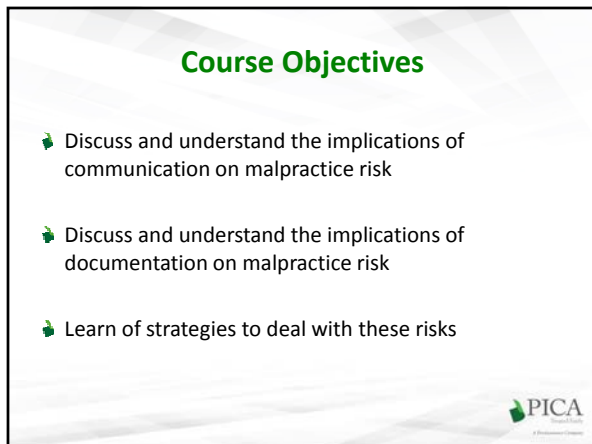 Course Objectives
Discuss and understand the implications of
communication on malpractice risk
Discuss and understand the implications of
documentation on malpractice risk
Learn of strategies to deal with these risks
PICA